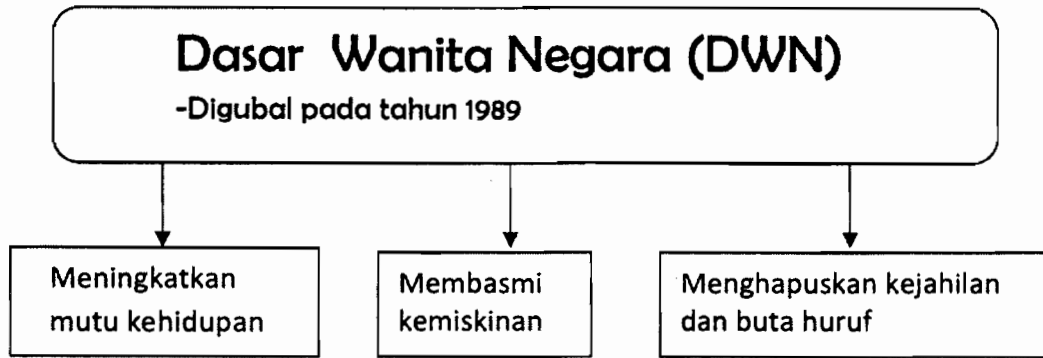 Dasar Wanita Negara (DWN)
-Digubal pada tahun 1989
Meningkatkan
mutu kehidupan
Membasmi
kemiskinan
Menghapuskan kejahilan
dan buta huruf